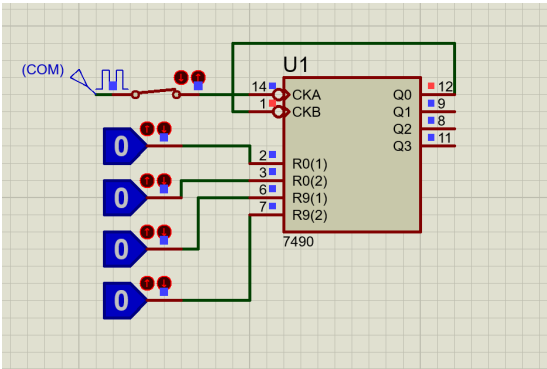 U1
(COM)
14 CKA Q0 12
1 CKB Q1 9
Q2 8
Q3 11
0
2 R0(1)
3 R0(2)
0
6 R9(1)
7 R9(2)
0
7490
0